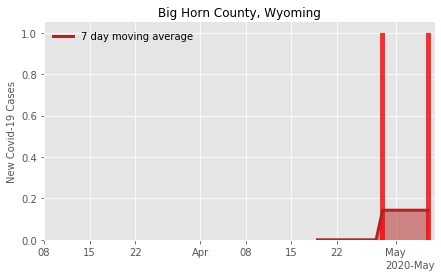 Big Horn County, Wyoming
7 day moving average
New Covid-19 Cases
1.0
0.8
0.6
0.4
0.2
0.0
08
15
22
Apr
08
15
22
May
2020-May